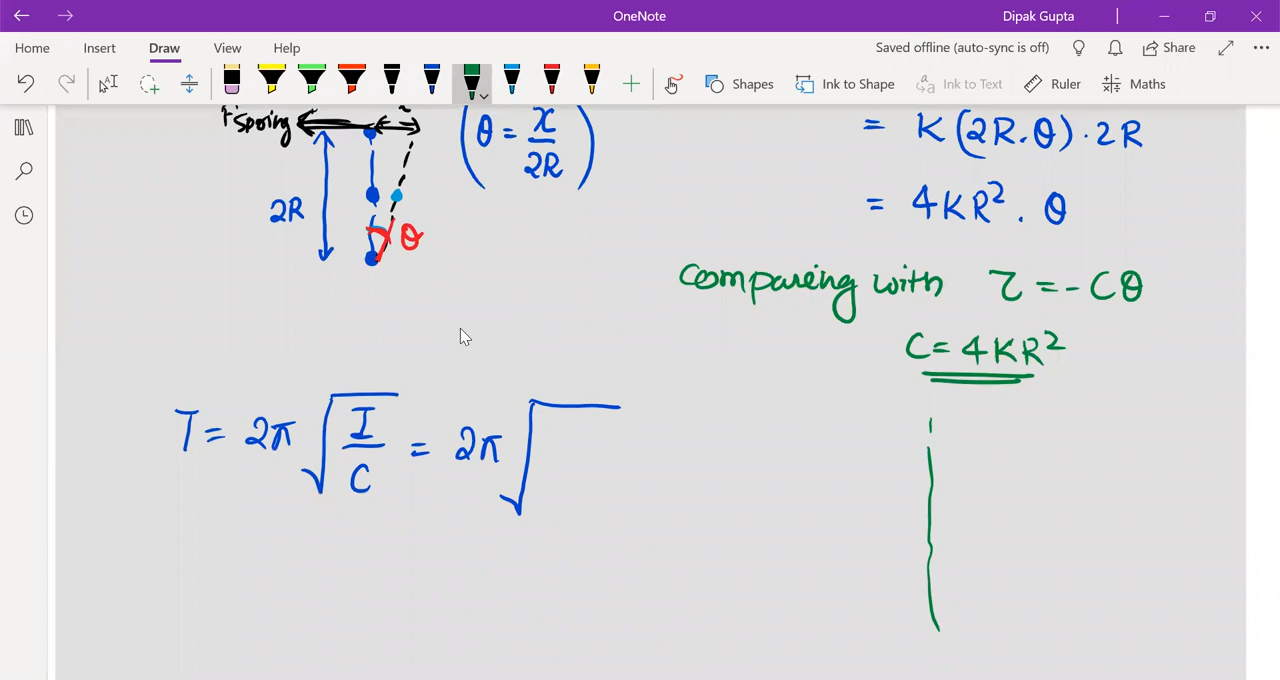 OneNote
Dipak Gupta
Home Insert Draw View Help
Saved offline (auto-sync is off)
Share
Shapes
Ink to Shape
Ink to Text
Ruler
Maths
spring
2R
θ
(θ = x/2R)
= K(2R.θ).2R
= 4KR². θ
Comparing with τ = - Cθ
C = 4KR²
T = 2π √(I/C) = 2π √